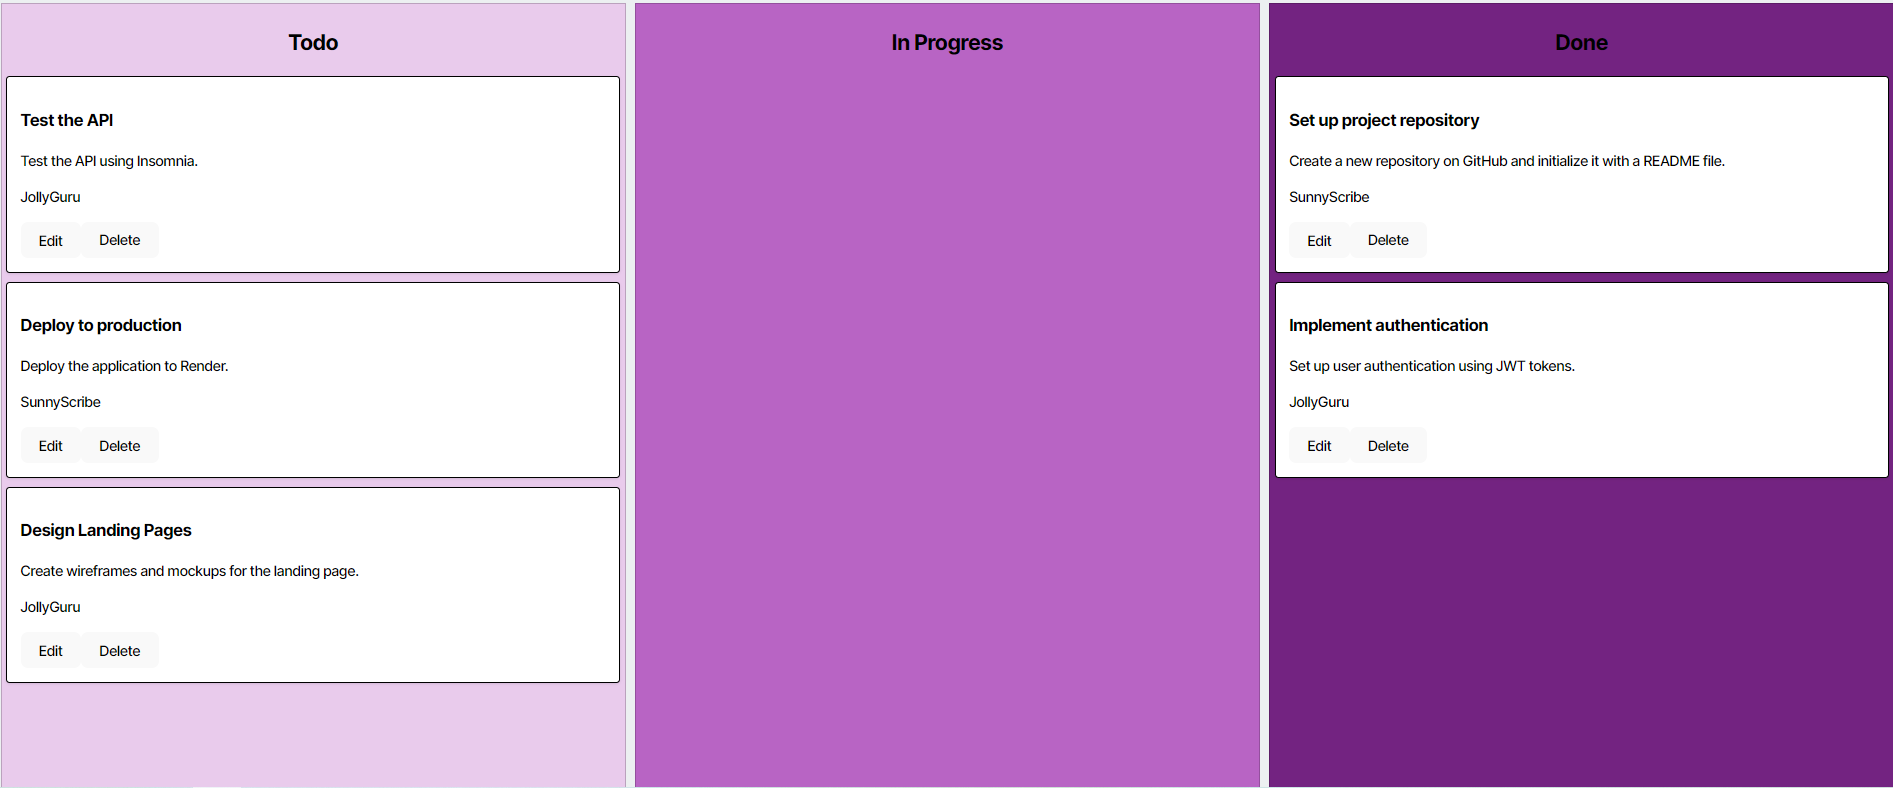 Todo
Test the API
Test the API using Insomnia.
JollyGuru
Edit Delete
Deploy to production
Deploy the application to Render.
SunnyScribe
Edit Delete
Design Landing Pages
Create wireframes and mockups for the landing page.
JollyGuru
Edit Delete
In Progress
Done
Set up project repository
Create a new repository on GitHub and initialize it with a README file.
SunnyScribe
Edit Delete
Implement authentication
Set up user authentication using JWT tokens.
JollyGuru
Edit Delete